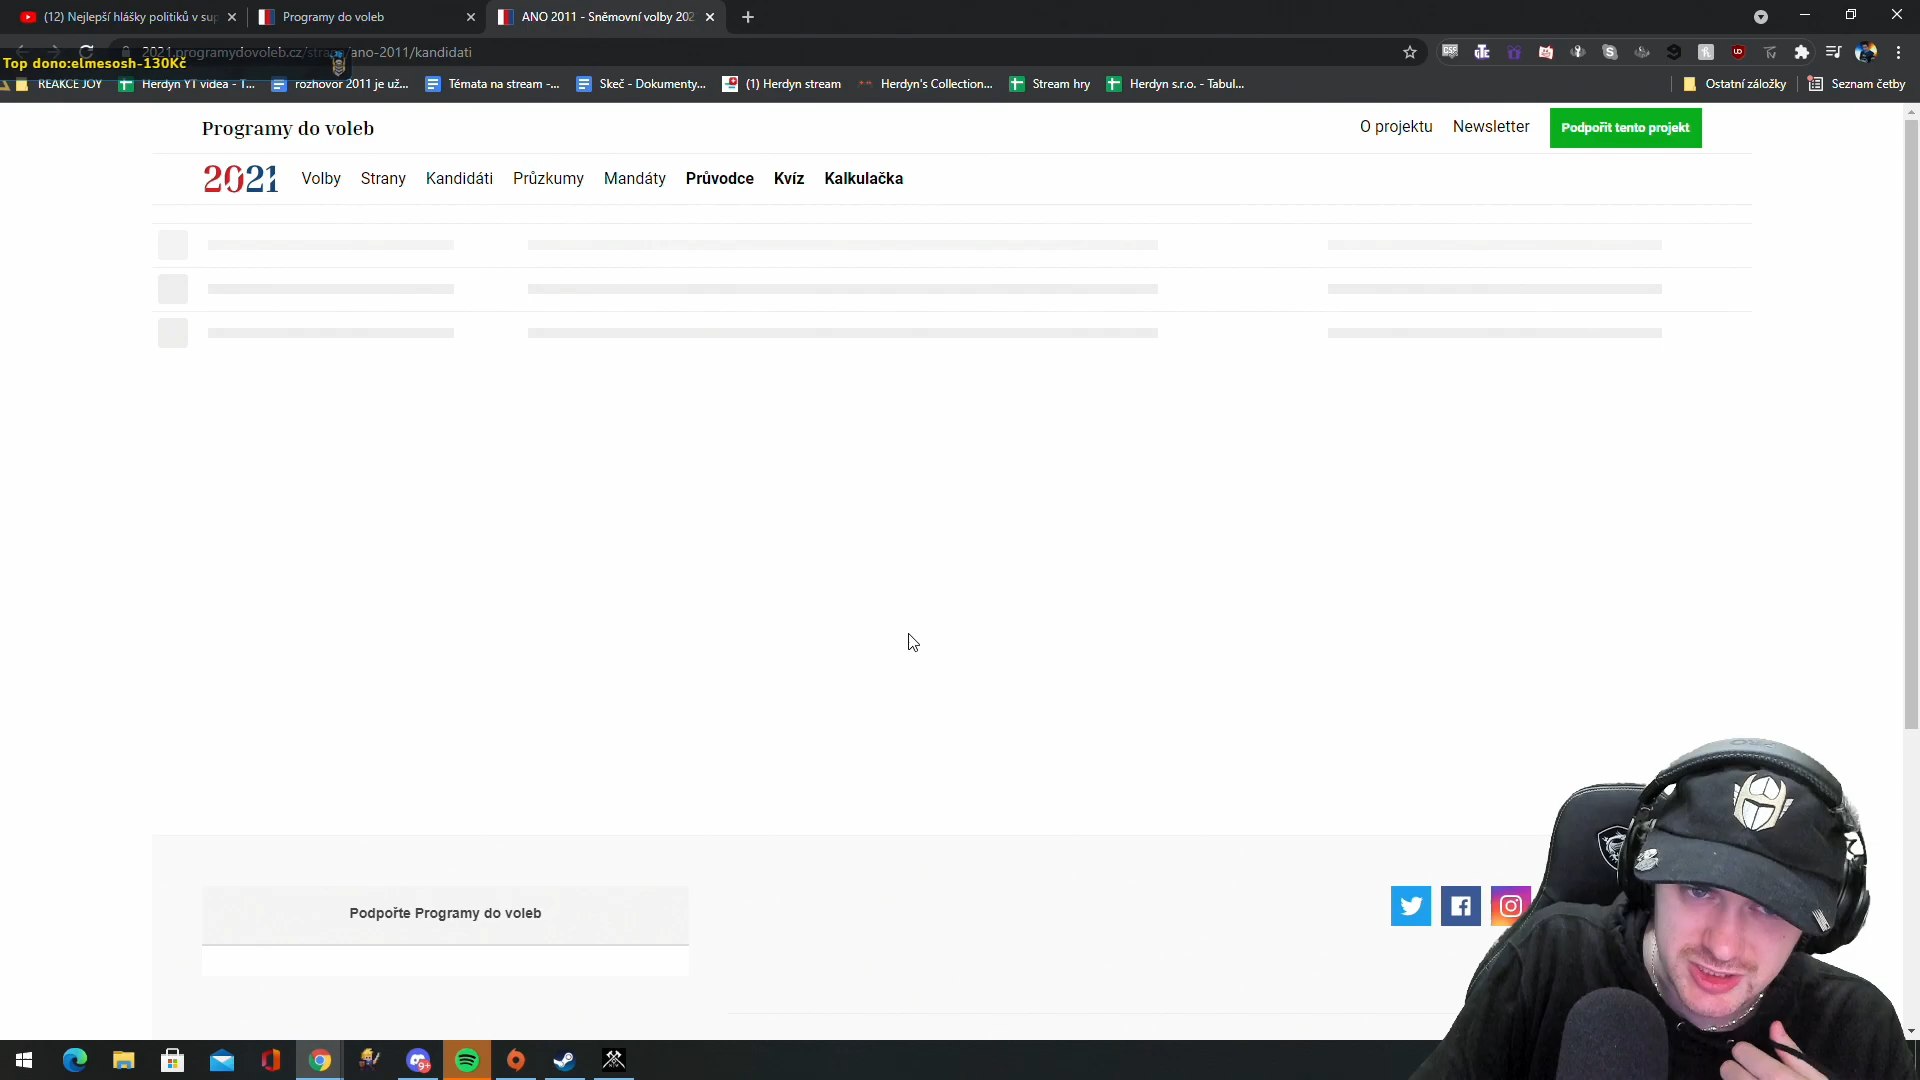 (12) Nejlepší hlášky politiků v sup
Programy do voleb
ANO 2011 - Sněmovní volby 202
2021.programydovoleb.cz/strana/ano-2011/kandidati
Top dono:elmesosh-130Kč
REAKCE JOY
Herdyn YT videa - T...
rozhovor 2011 je už...
Témata na stream -...
Skeč - Dokumenty...
(1) Herdyn stream
Herdyn's Collection...
Stream hry
Herdyn s.r.o. - Tabul...
Ostatní záložky
Seznam četby
Programy do voleb
O projektu
Newsletter
Podpořit tento projekt
2021
Volby
Strany
Kandidáti
Průzkumy
Mandáty
Průvodce
Kvíz
Kalkulačka
Podpořte Programy do voleb
9+